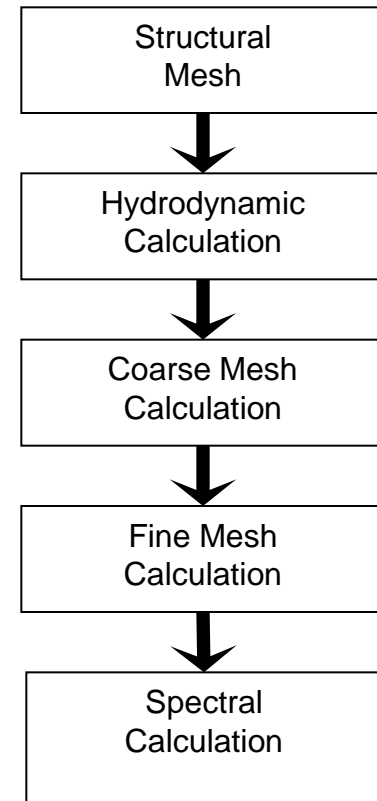 Structural
Mesh
Hydrodynamic
Calculation
Coarse Mesh
Calculation
Fine Mesh
Calculation
Spectral
Calculation